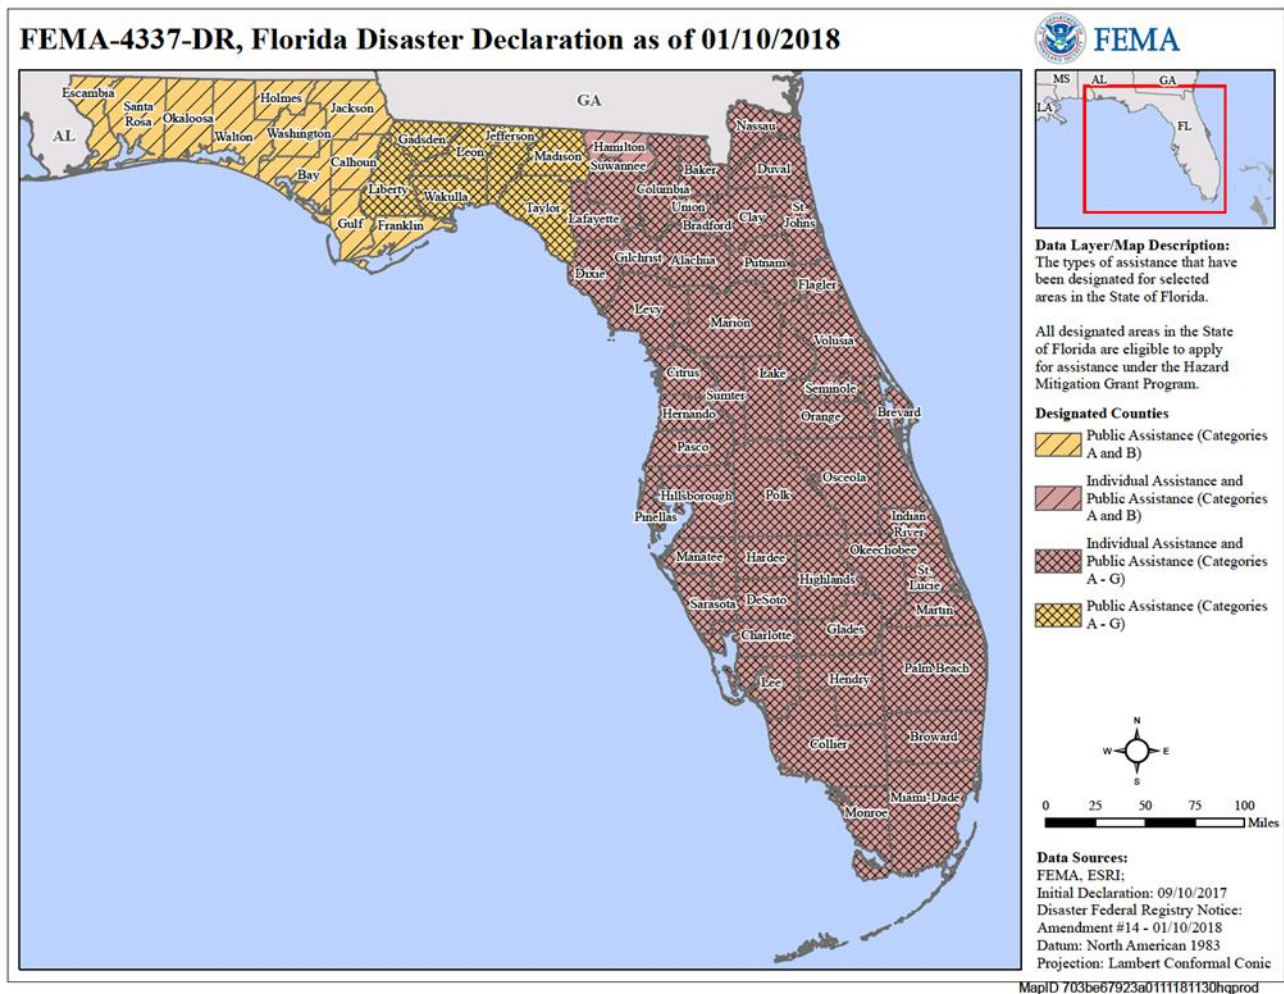 FEMA-4337-DR, Florida Disaster Declaration as of 01/10/2018
FEMA
MS
AL
GA
LA
FL
AL
GA
Escambia
Santa
Rosa
Okaloosa
Walton
Holmes
Washington
Jackson
Bay
Calhoun
Gulf
Franklin
Liberty
Gadsden
Leon
Wakulla
Jefferson
Madison
Taylor
Hamilton
Suwannee
Lafayette
Columbia
Baker
Nassau
Duval
Union
Bradford
Clay
St
Johns
Dixie
Gilchrist
Alachua
Putnam
Flagler
Levy
Marion
Volusia
Citrus
Sumter
Lake
Seminole
Hernando
Orange
Brevard
Pasco
Osceola
Hillsborough
Polk
Pinellas
Indian
River
Manatee
Hardee
Okeechobee
Highlands
St
Lucie
Sarasota
DeSoto
Martin
Charlotte
Glades
Lee
Hendry
Palm Beach
Collier
Broward
Miami-Dade
Monroe
Data Layer/Map Description:
The types of assistance that have
been designated for selected
areas in the State of Florida.
All designated areas in the State
of Florida are eligible to apply
for assistance under the Hazard
Mitigation Grant Program.
Designated Counties
Public Assistance (Categories
A and B)
Individual Assistance and
Public Assistance (Categories
A and B)
Individual Assistance and
Public Assistance (Categories
A - G)
Public Assistance (Categories
A - G)
N
W
E
S
0 25 50 75 100
Miles
Data Sources:
FEMA, ESRI;
Initial Declaration: 09/10/2017
Disaster Federal Registry Notice:
Amendment #14 - 01/10/2018
Datum: North American 1983
Projection: Lambert Conformal Conic
MapID 703be67923a0111181130hqprod